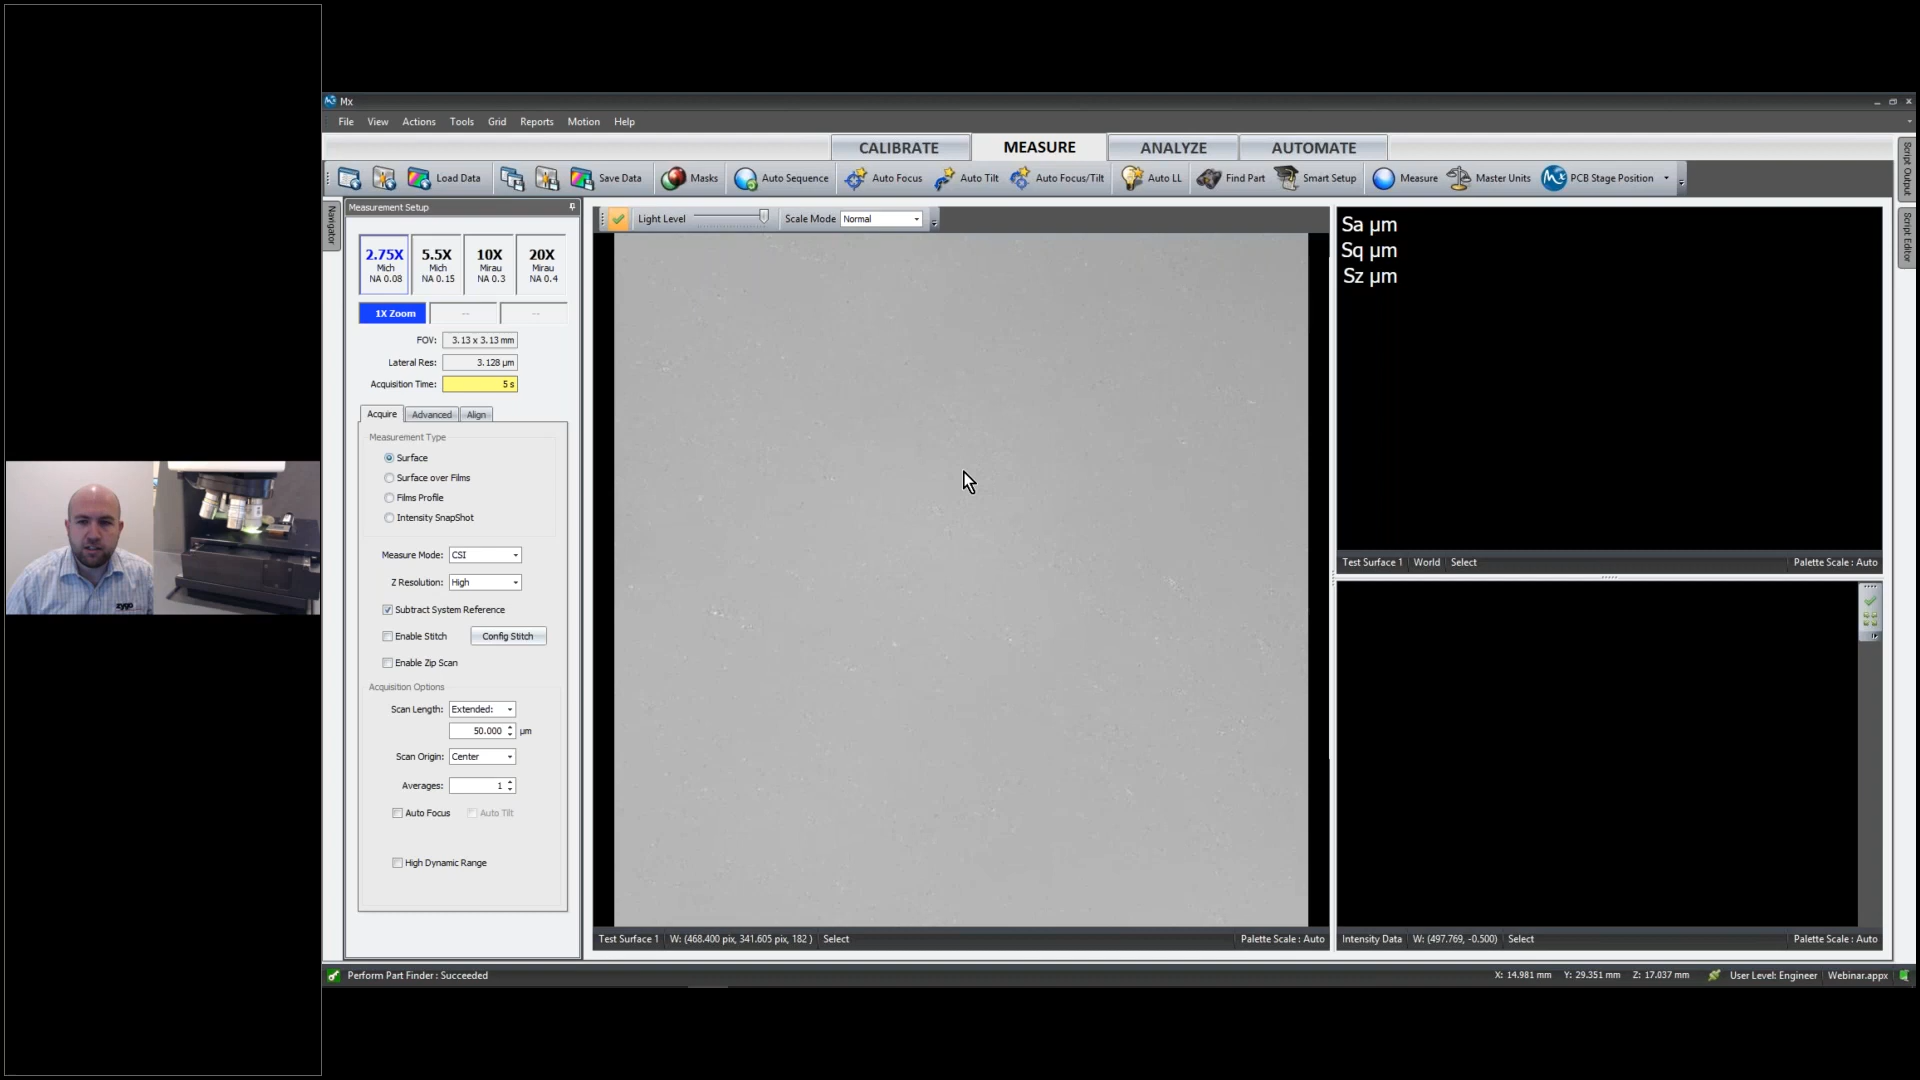 Mx
File View Actions Tools Grid Reports Motion Help
CALIBRATE MEASURE ANALYZE AUTOMATE
Load Data Save Data Masks Auto Sequence Auto Focus Auto Tilt Auto Focus/Tilt Auto LL Find Part Smart Setup Measure Master Units PCB Stage Position
Script Output
Script Editor
Navigator
Measurement Setup
2.75X 5.5X 10X 20X
Mich Mich Mirau Mirau
NA 0.08 NA 0.15 NA 0.3 NA 0.4
1X Zoom -- --
FOV: 3.13 x 3.13 mm
Lateral Res: 3.128 µm
Acquisition Time: 5 s
Acquire Advanced Align
Measurement Type
Surface
Surface over Films
Films Profile
Intensity SnapShot
Measure Mode: CSI
Z Resolution: High
Subtract System Reference
Enable Stitch Config Stitch
Enable Zip Scan
Acquisition Options
Scan Length: Extended:
50.000 µm
Scan Origin: Center
Averages: 1
Auto Focus Auto Tilt
High Dynamic Range
Light Level Scale Mode Normal
Test Surface 1 W: (468.400 pix, 341.605 pix, 182 ) Select Palette Scale : Auto
Sa µm
Sq µm
Sz µm
Test Surface 1 World Select Palette Scale : Auto
Intensity Data W: (497.769, -0.500) Select Palette Scale : Auto
Perform Part Finder : Succeeded X: 14.981 mm Y: 29.351 mm Z: 17.037 mm User Level: Engineer Webinar.appx
zygo